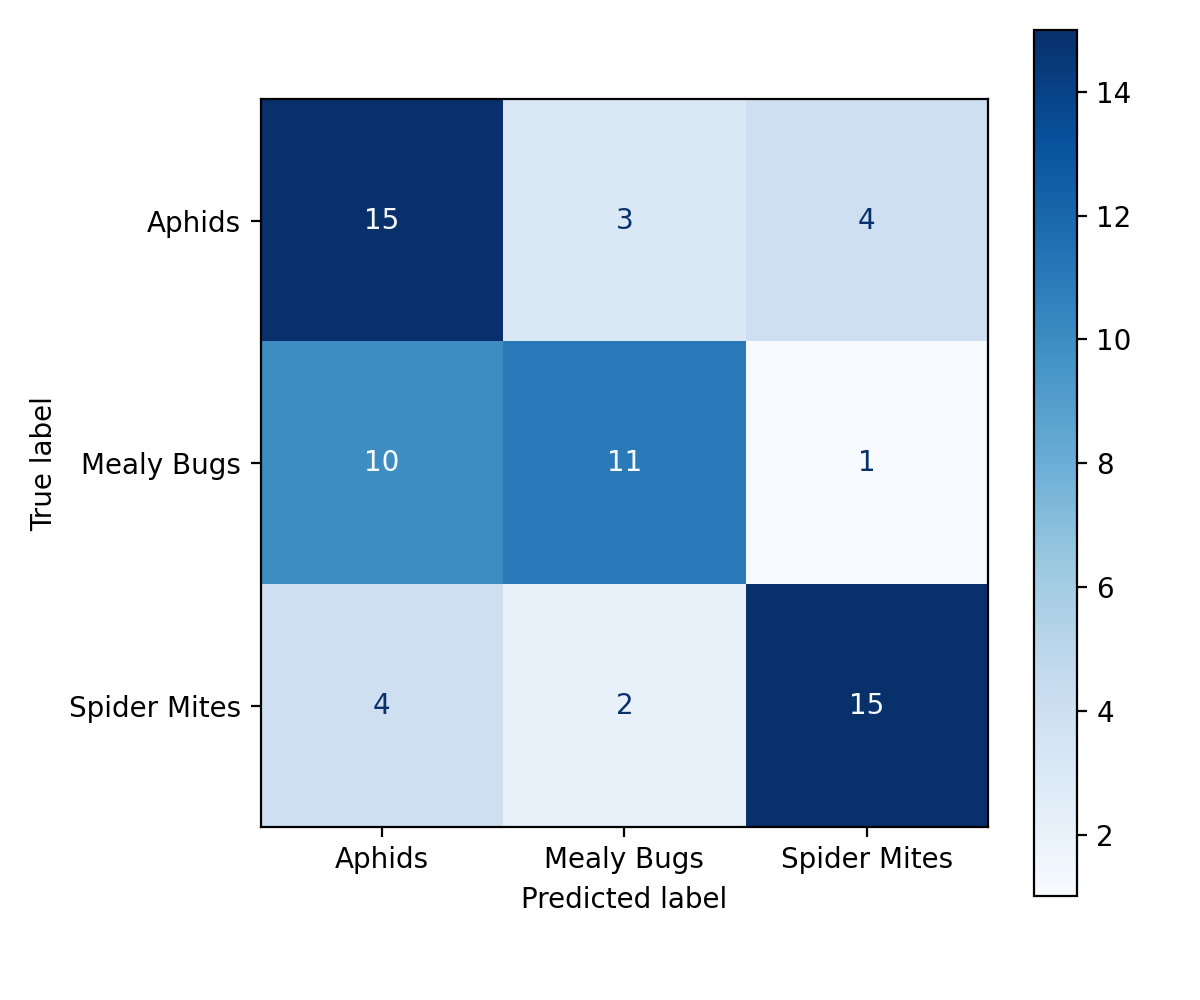 Aphids 15 3 4
Mealy Bugs 10 11 1
Spider Mites 4 2 15
Aphids Mealy Bugs Spider Mites
Predicted label
True label
14
12
10
8
6
4
2